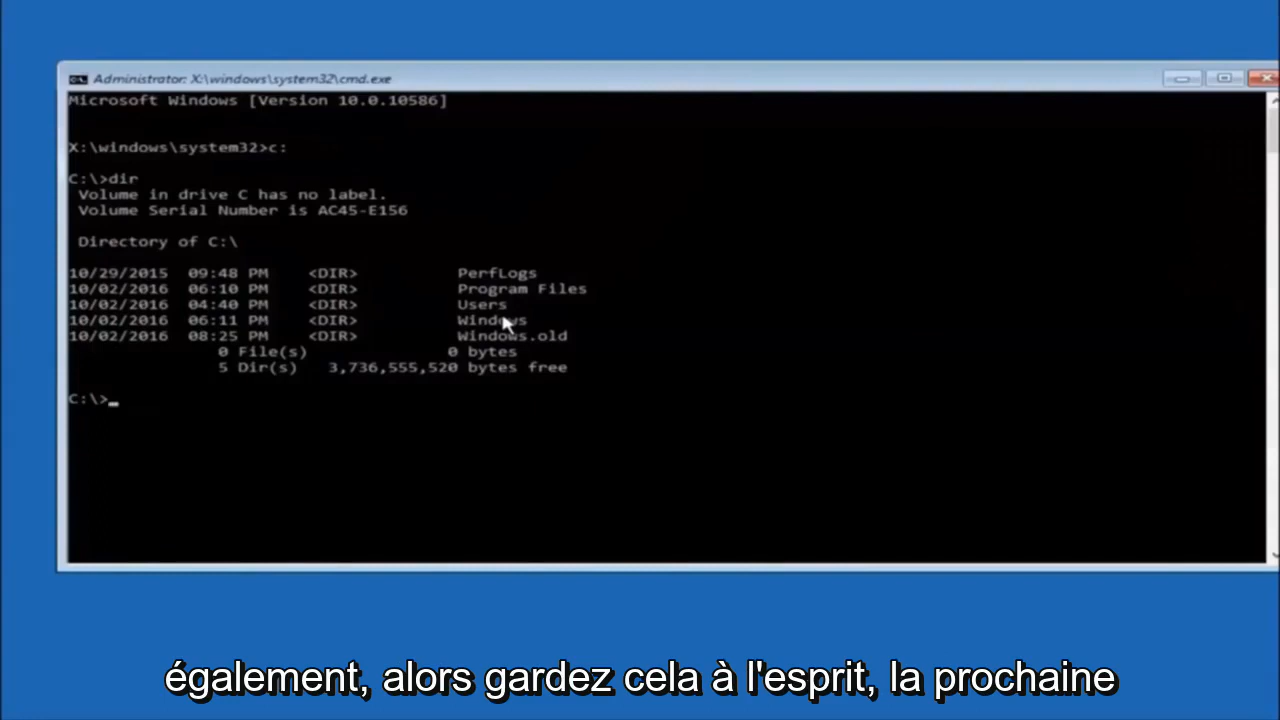 Administrator: X:\windows\system32\cmd.exe
Microsoft Windows [Version 10.0.10586]
X:\windows\system32>c:
C:\>dir
Volume in drive C has no label.
Volume Serial Number is AC45-E156
Directory of C:\
10/29/2015 09:48 PM <DIR> PerfLogs
10/02/2016 06:10 PM <DIR> Program Files
10/02/2016 04:40 PM <DIR> Users
10/02/2016 06:11 PM <DIR> Windows
10/02/2016 08:25 PM <DIR> Windows.old
0 File(s) 0 bytes
5 Dir(s) 3,736,555,520 bytes free
C:\>_
également, alors gardez cela à l'esprit, la prochaine